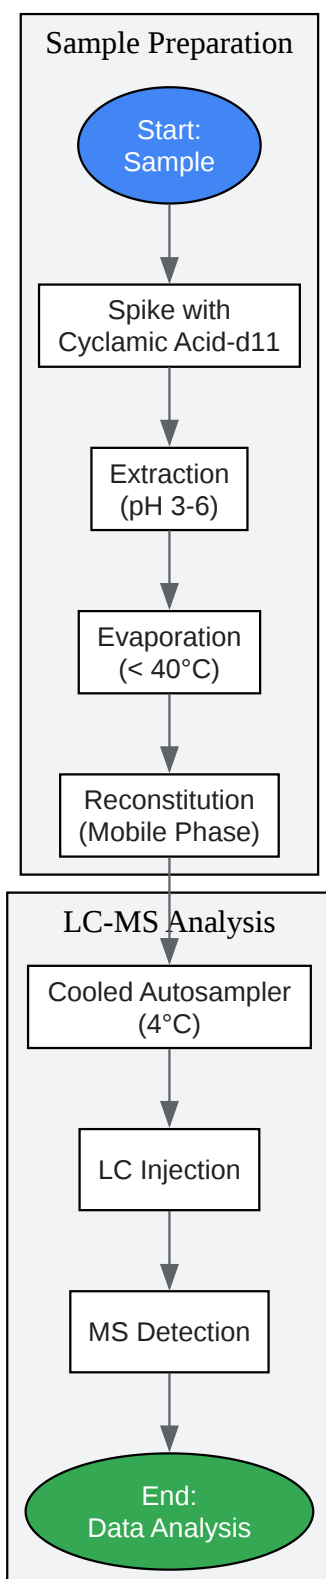 Sample Preparation
Start:
Sample
Spike with
Cyclamic Acid-d11
Extraction
(pH 3-6)
Evaporation
(< 40°C)
Reconstitution
(Mobile Phase)
LC-MS Analysis
Cooled Autosampler
(4°C)
LC Injection
MS Detection
End:
Data Analysis